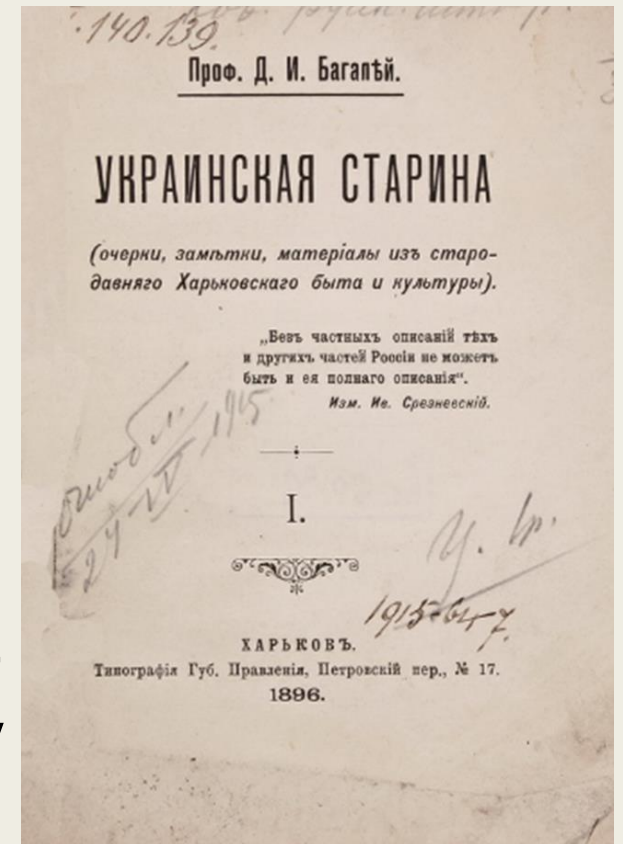 140.139.
Проф. Д. И. Багалѣй.
УКРАИНСКАЯ СТАРИНА
(очерки, замѣтки, матеріалы изъ старо-
давняго Харьковскаго быта и культуры).
„Безъ частныхъ описаній тѣхъ
и другихъ частей Россіи не можетъ
быть и ея полнаго описанія“.
Изм. Ив. Срезневскій.
1915
24 IV
I.
ХАРЬКОВЪ.
Типографія Губ. Правленія, Петровскій пер., № 17.
1896.